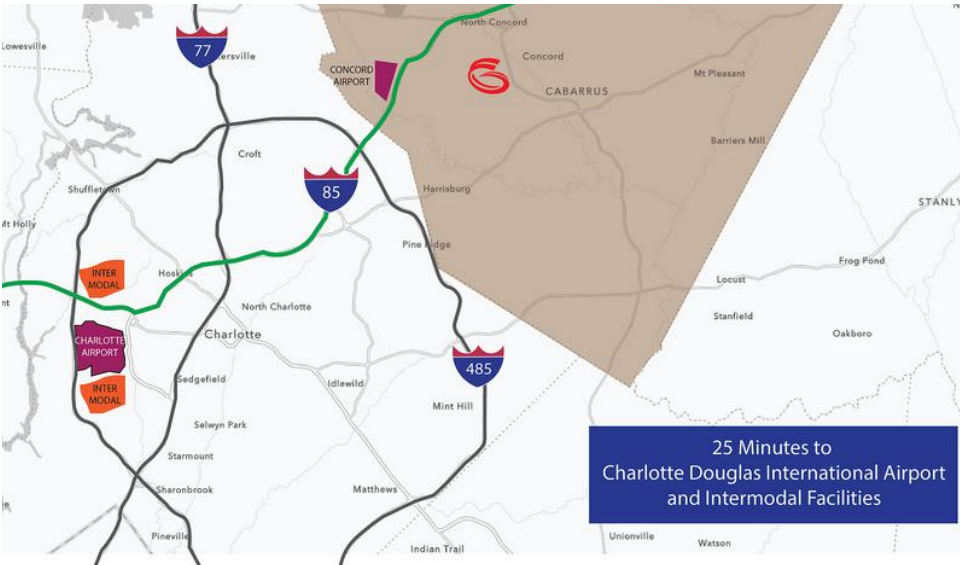 North Concord
Lowesville
77
ersville
CONCORD
AIRPORT
Concord
Mt Pleasant
CABARRUS
Barriers Mill
Croft
Shuffletown
85
Harrisburg
STANLY
Mt Holly
Pine Ridge
INTER
MODAL
Hoskins
Frog Pond
Locust
nt
North Charlotte
Stanfield
CHARLOTTE
AIRPORT
Charlotte
Oakboro
485
INTER
MODAL
Sedgefield
Idlewild
Mint Hill
Selwyn Park
25 Minutes to
Charlotte Douglas International Airport
and Intermodal Facilities
Starmount
Sharonbrook
Matthews
Pineville
Indian Trail
Unionville
Watson